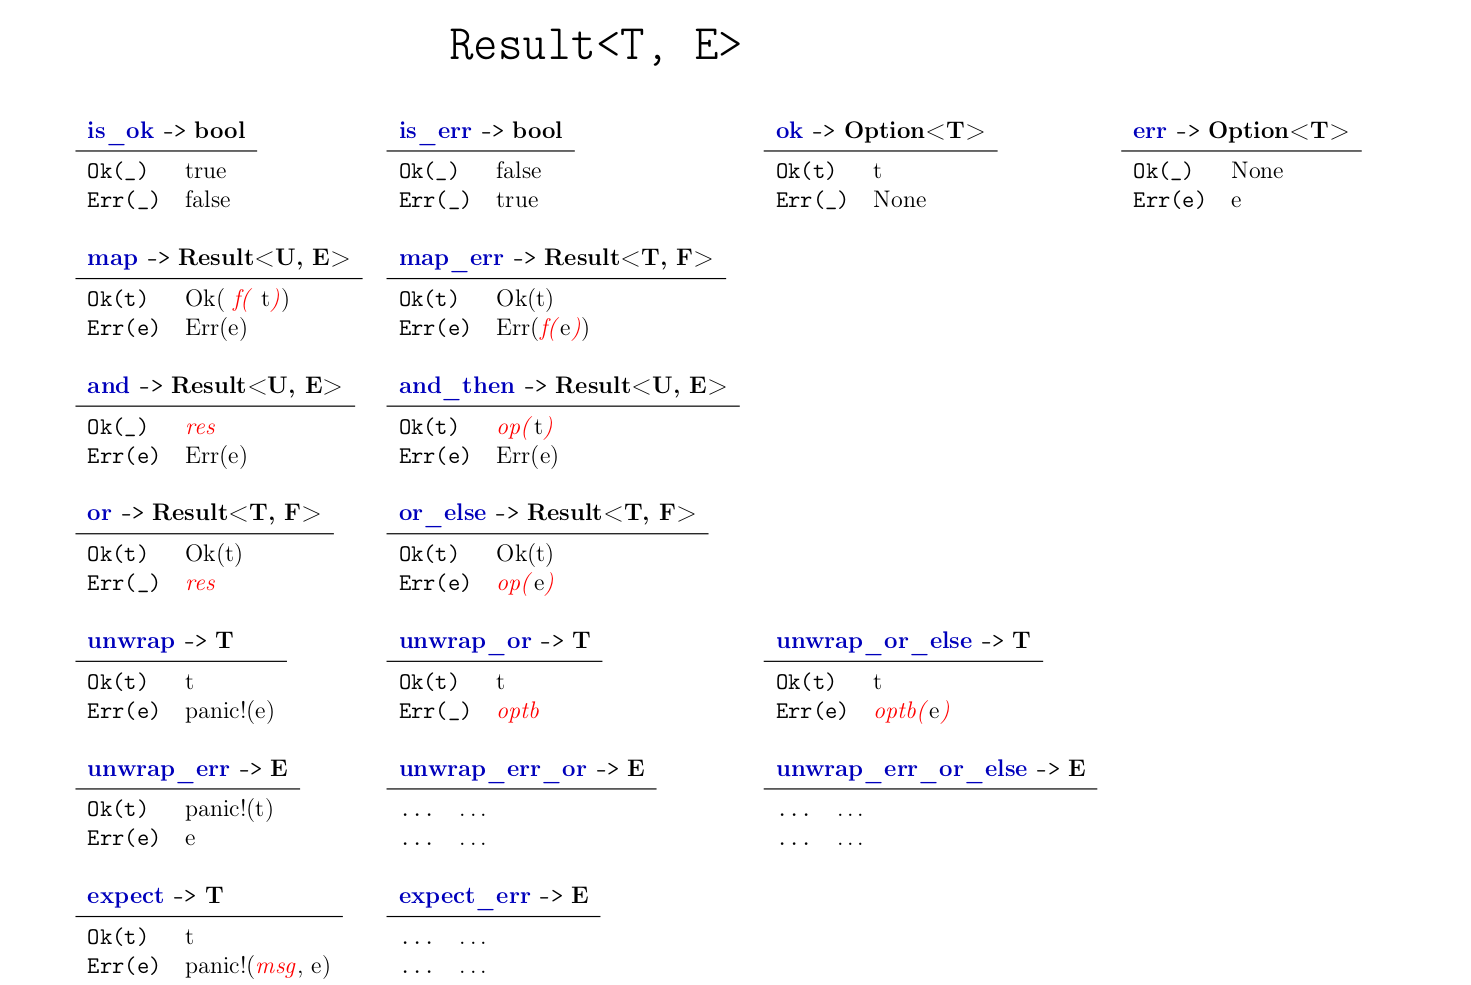 Result<T, E>
is_ok -> bool
Ok(_) true
Err(_) false
is_err -> bool
Ok(_) false
Err(_) true
ok -> Option<T>
Ok(t) t
Err(_) None
err -> Option<T>
Ok(_) None
Err(e) e
map -> Result<U, E>
Ok(t) Ok( f( t))
Err(e) Err(e)
map_err -> Result<T, F>
Ok(t) Ok(t)
Err(e) Err(f(e))
and -> Result<U, E>
Ok(_) res
Err(e) Err(e)
and_then -> Result<U, E>
Ok(t) op(t)
Err(e) Err(e)
or -> Result<T, F>
Ok(t) Ok(t)
Err(_) res
or_else -> Result<T, F>
Ok(t) Ok(t)
Err(e) op(e)
unwrap -> T
Ok(t) t
Err(e) panic!(e)
unwrap_or -> T
Ok(t) t
Err(_) optb
unwrap_or_else -> T
Ok(t) t
Err(e) optb(e)
unwrap_err -> E
Ok(t) panic!(t)
Err(e) e
unwrap_err_or -> E
... ...
... ...
unwrap_err_or_else -> E
... ...
... ...
expect -> T
Ok(t) t
Err(e) panic!(msg, e)
expect_err -> E
... ...
... ...